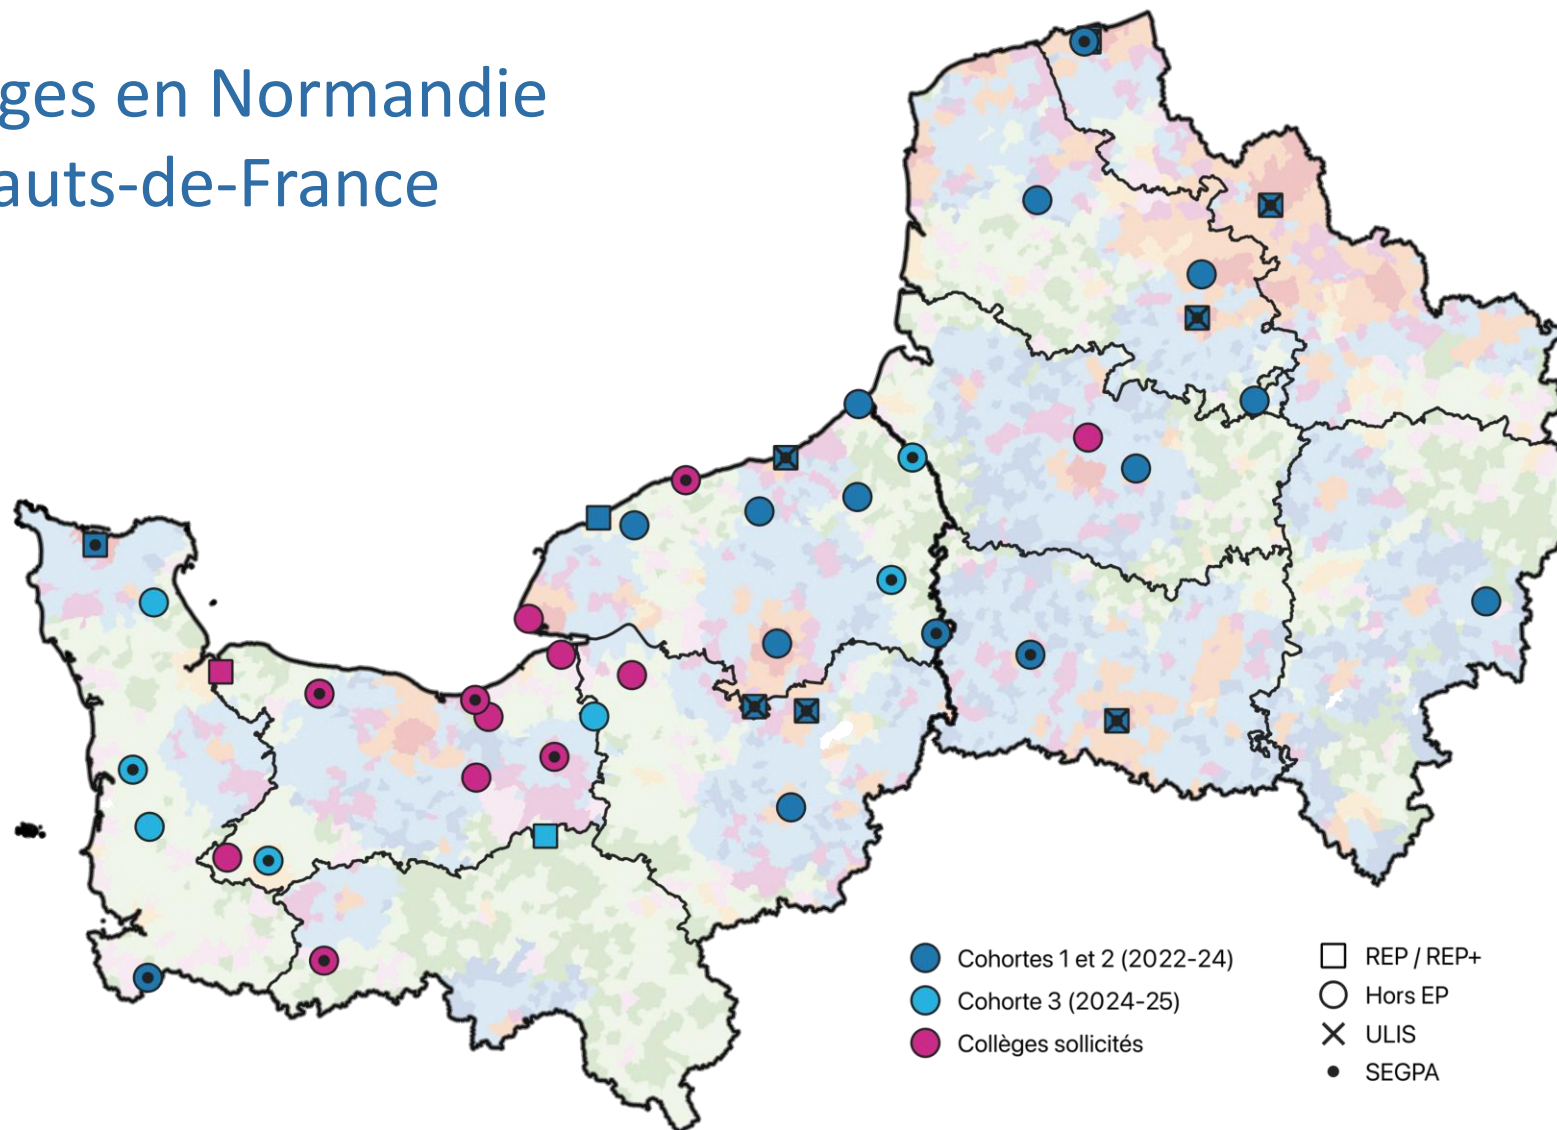 ges en Normandie
auts-de-France
Cohortes 1 et 2 (2022-24)
Cohorte 3 (2024-25)
Collèges sollicités
REP / REP+
Hors EP
ULIS
SEGPA